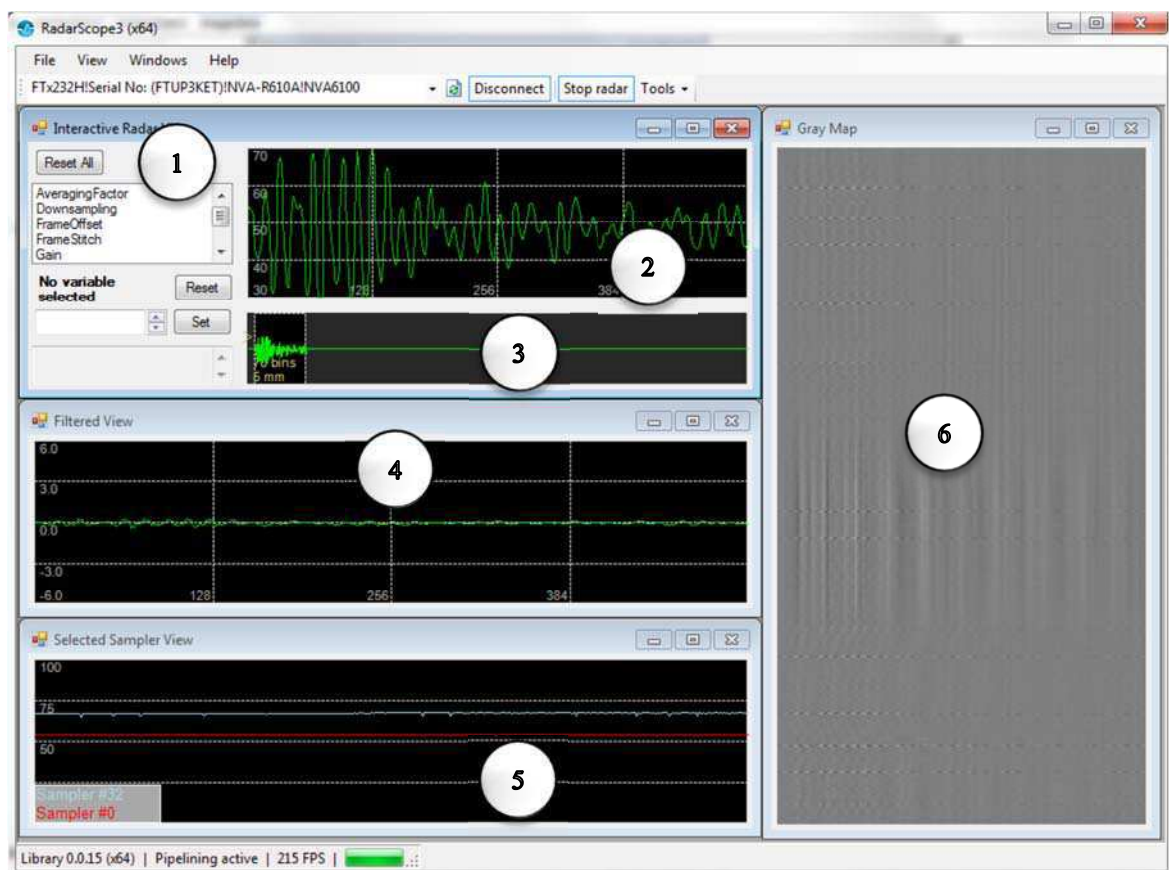 RadarScope3 (x64)
File View Windows Help
FTx232H!Serial No: (FTUP3KET)!NVA-R610A!NVA6100 Disconnect Stop radar Tools
Interactive Radar
Reset All
AveragingFactor
Downsampling
FrameOffset
FrameStitch
Gain
No variable
selected
Reset
Set
1
70
60
50
40
30 128 256 384
2
bins
5 mm
3
Filtered View
6.0
3.0
0.0
-3.0
-6.0 128 256 384
4
Selected Sampler View
100
75
50
Sampler #32
Sampler #0
5
Gray Map
6
Library 0.0.15 (x64) | Pipelining active | 215 FPS |